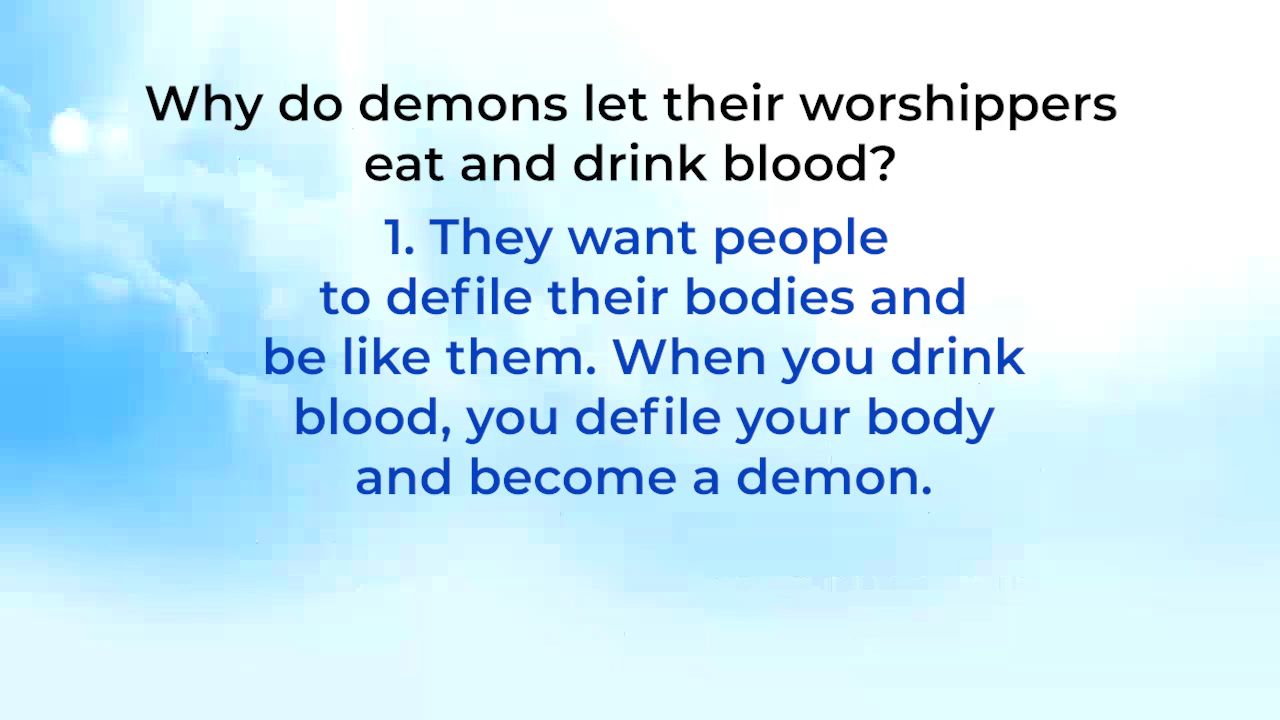 Why do demons let their worshippers
eat and drink blood?
1. They want people
to defile their bodies and
be like them. When you drink
blood, you defile your body
and become a demon.